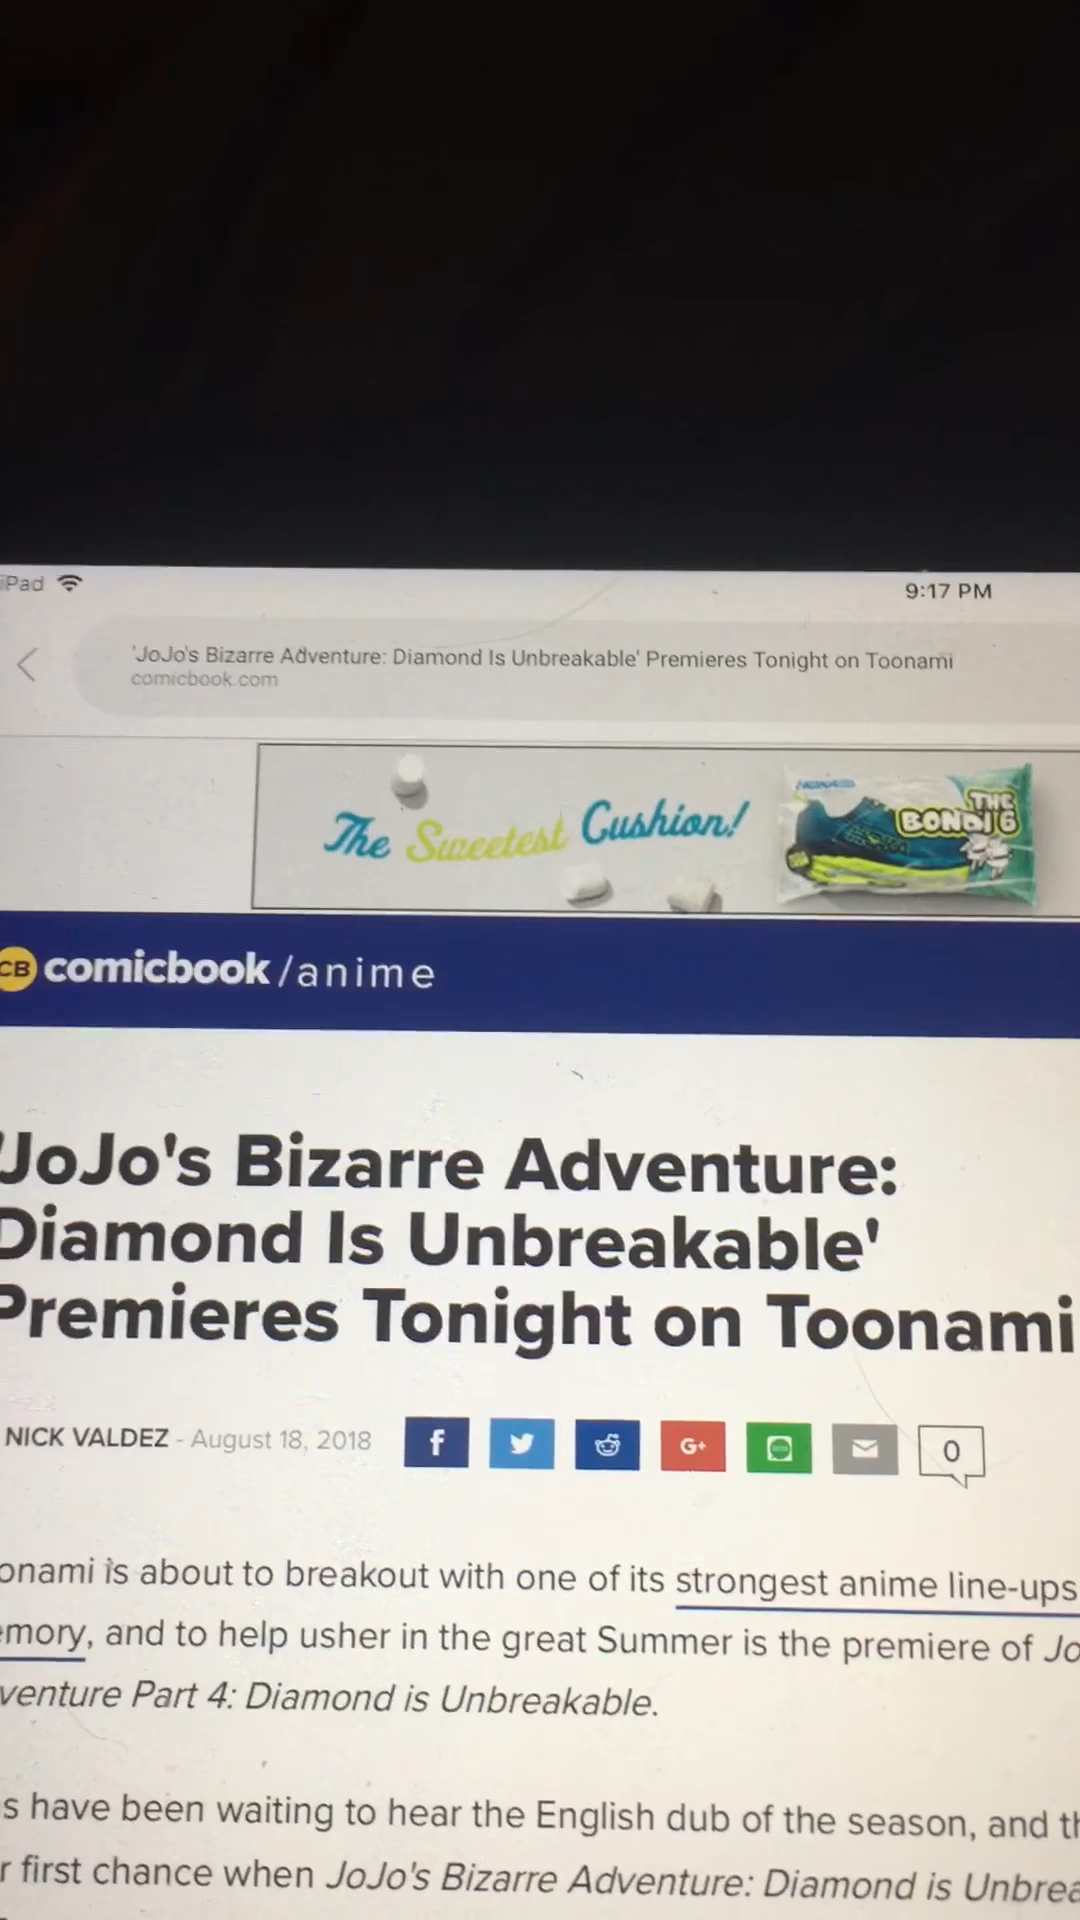 iPad
9:17 PM
'JoJo's Bizarre Adventure: Diamond Is Unbreakable' Premieres Tonight on Toonami
comicbook.com
The Sweetest Cushion!
THE
BONDI 6
CB comicbook/anime
'JoJo's Bizarre Adventure:
Diamond Is Unbreakable'
Premieres Tonight on Toonami
NICK VALDEZ - August 18, 2018
f
G+
0
onami is about to breakout with one of its strongest anime line-ups
emory, and to help usher in the great Summer is the premiere of Jo
venture Part 4: Diamond is Unbreakable.
s have been waiting to hear the English dub of the season, and th
r first chance when JoJo's Bizarre Adventure: Diamond is Unbrea